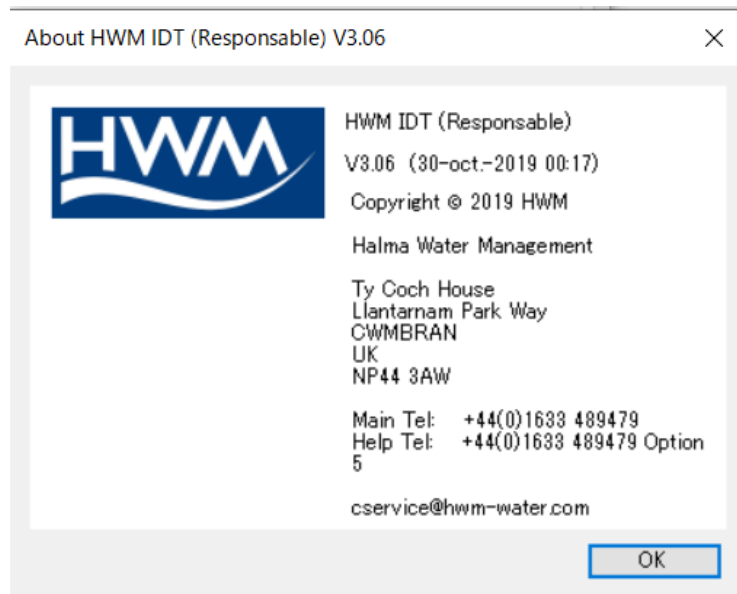 About HWM IDT (Responsable) V3.06
HWM
HWM IDT (Responsable)
V3.06 (30-oct.-2019 00:17)
Copyright © 2019 HWM
Halma Water Management
Ty Coch House
Llantarnam Park Way
CWMBRAN
UK
NP44 3AW
Main Tel: +44(0)1633 489479
Help Tel: +44(0)1633 489479 Option
5
cservice@hwm-water.com
OK